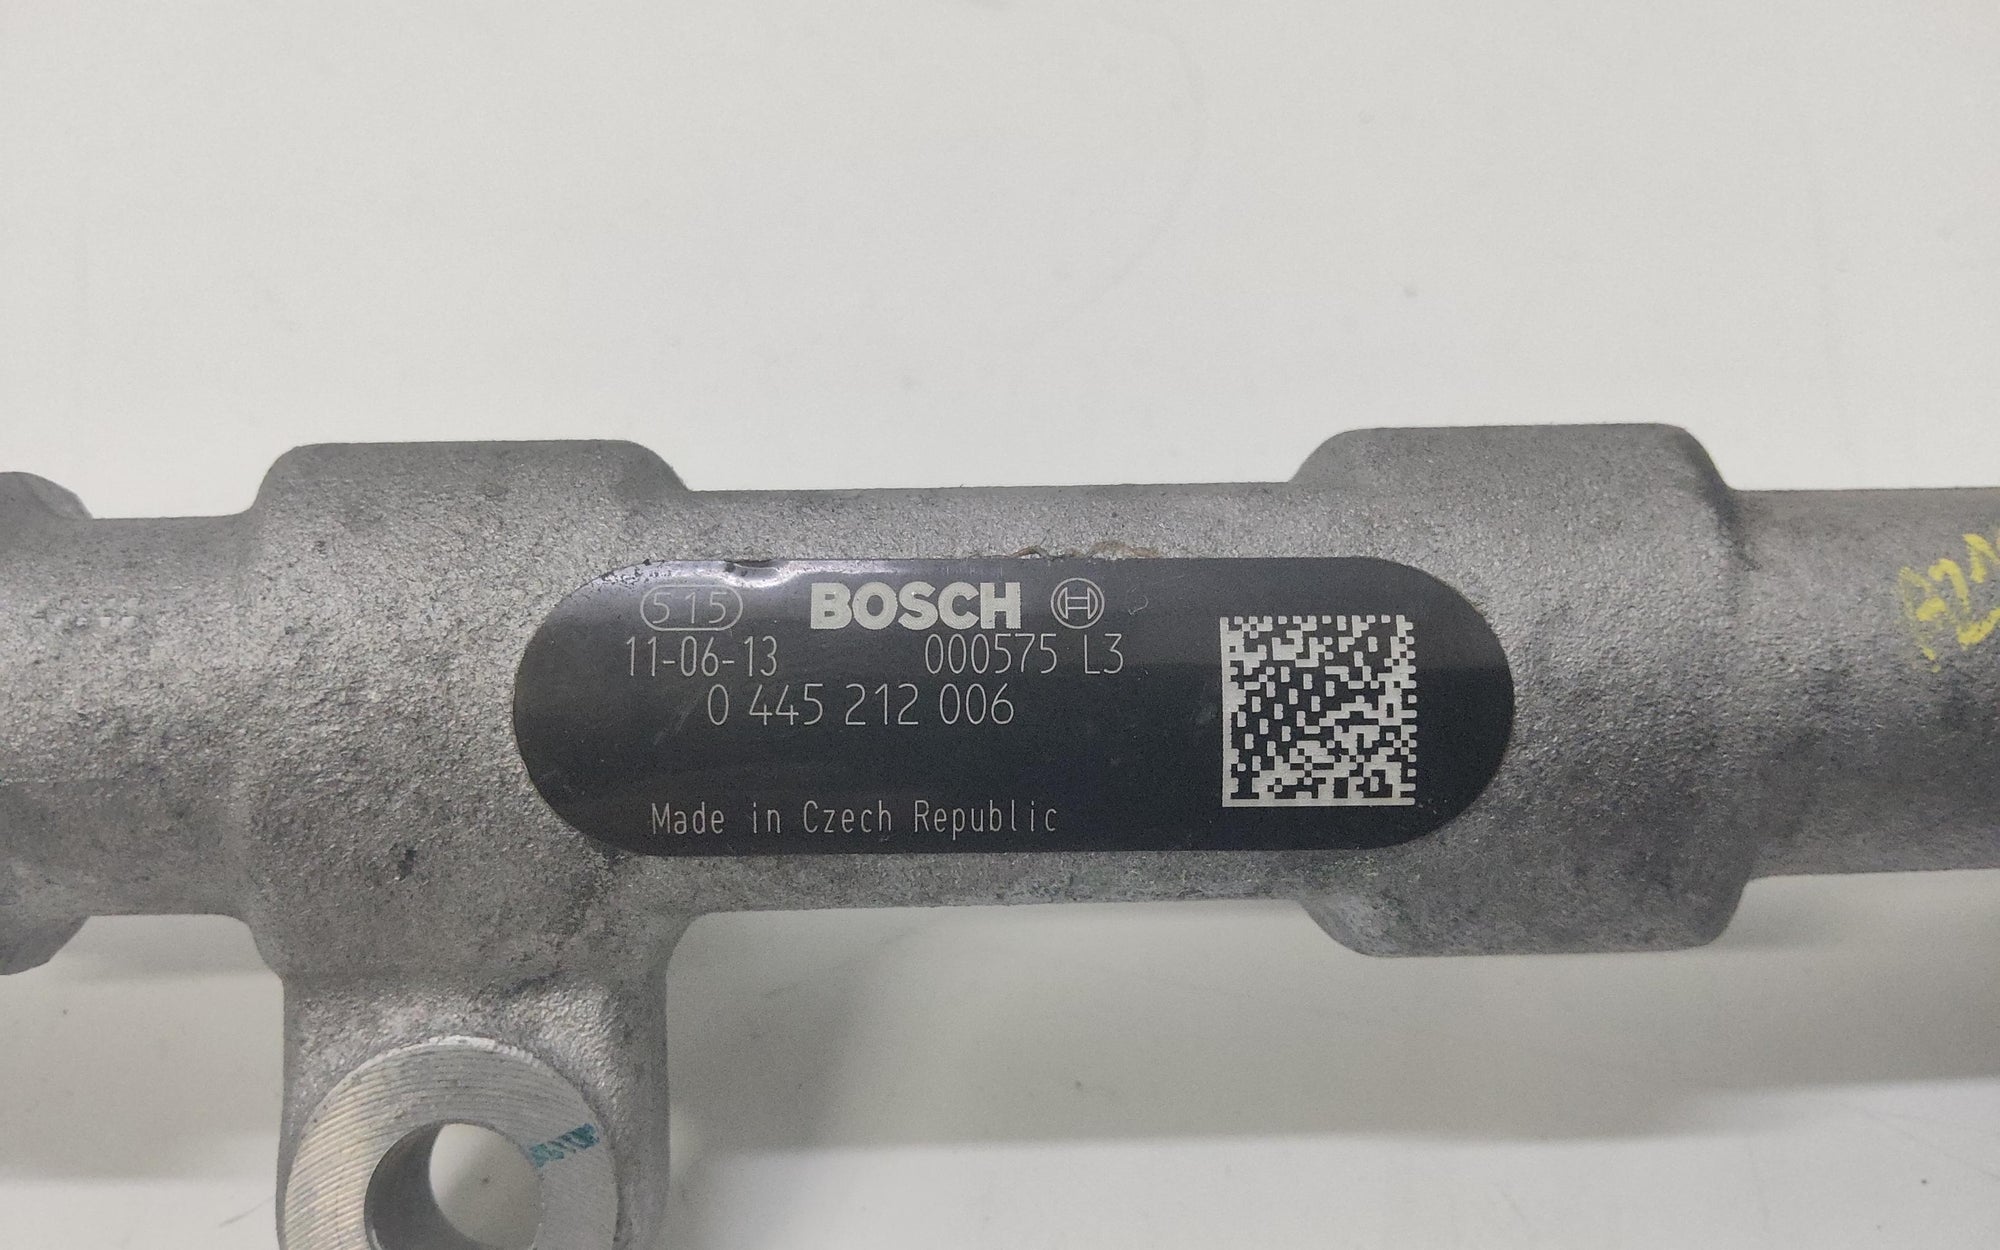 515 BOSCH
11-06-13 000575 L3
0 445 212 006
Made in Czech Republic